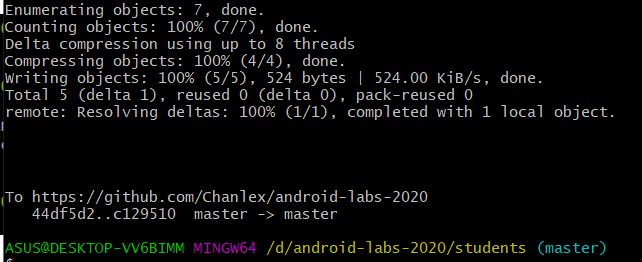 Enumerating objects: 7, done.
Counting objects: 100% (7/7), done.
Delta compression using up to 8 threads
Compressing objects: 100% (4/4), done.
Writing objects: 100% (5/5), 524 bytes | 524.00 KiB/s, done.
Total 5 (delta 1), reused 0 (delta 0), pack-reused 0
remote: Resolving deltas: 100% (1/1), completed with 1 local object.
To https://github.com/Chanlex/android-labs-2020
44df5d2..c129510  master -> master
ASUS@DESKTOP-VV6BIMM MINGW64 /d/android-labs-2020/students (master)
$